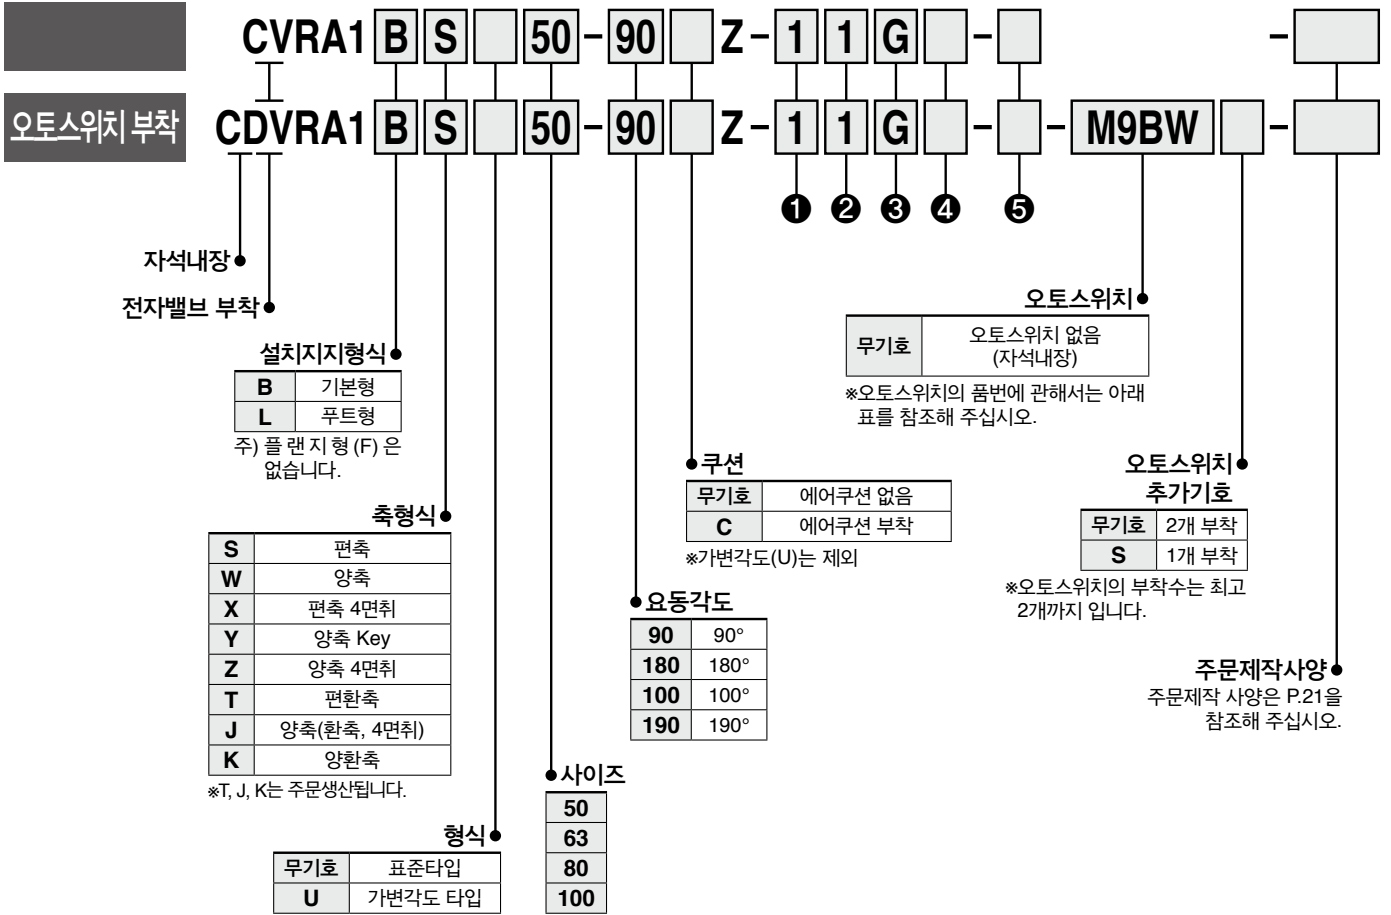 CVRA1 B S 50-90 Z-1 1 G - -
오토스위치 부착 CDVRA1 B S 50-90 Z-1 1 G - - M9BW -
❶ ❷ ❸ ❹ ❺
자석내장
전자밸브 부착
설치지지형식
B 기본형
L 푸트형
주) 플 랜 지 형 (F) 은
없습니다.
축형식
S 편축
W 양축
X 편축 4면취
Y 양축 Key
Z 양축 4면취
T 편환축
J 양축(환축, 4면취)
K 양환축
※T, J, K는 주문생산됩니다.
형식
무기호 표준타입
U 가변각도 타입
사이즈
50
63
80
100
요동각도
90 90°
180 180°
100 100°
190 190°
쿠션
무기호 에어쿠션 없음
C 에어쿠션 부착
※가변각도(U)는 제외
오토스위치
무기호 오토스위치 없음
(자석내장)
※오토스위치의 품번에 관해서는 아래
표를 참조해 주십시오.
오토스위치
추가기호
무기호 2개 부착
S 1개 부착
※오토스위치의 부착수는 최고
2개까지 입니다.
주문제작사양
주문제작 사양은 P.21을
참조해 주십시오.